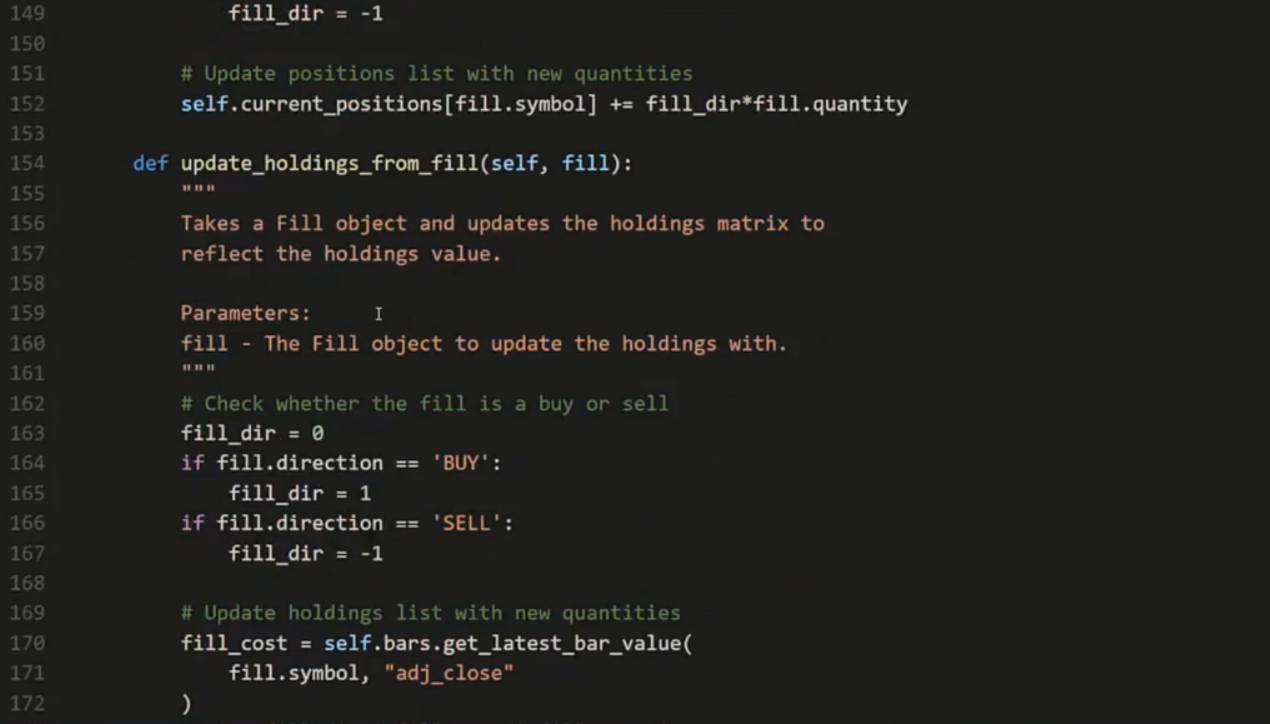 149 fill_dir = -1
150
151 # Update positions list with new quantities
152 self.current_positions[fill.symbol] += fill_dir*fill.quantity
153
154 def update_holdings_from_fill(self, fill):
155 """
156 Takes a Fill object and updates the holdings matrix to
157 reflect the holdings value.
158
159 Parameters:
160 fill - The Fill object to update the holdings with.
161 """
162 # Check whether the fill is a buy or sell
163 fill_dir = 0
164 if fill.direction == 'BUY':
165 fill_dir = 1
166 if fill.direction == 'SELL':
167 fill_dir = -1
168
169 # Update holdings list with new quantities
170 fill_cost = self.bars.get_latest_bar_value(
171 fill.symbol, "adj_close"
172 )